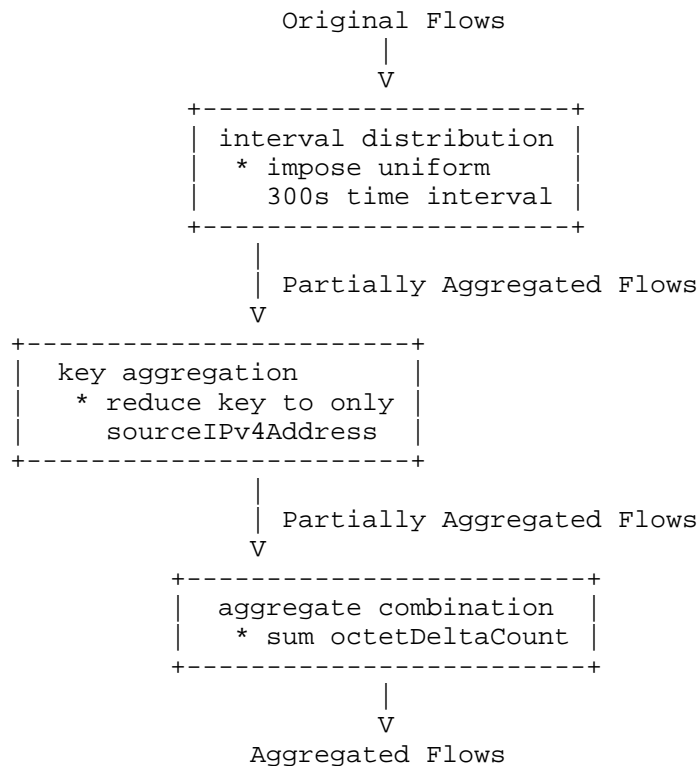 Original Flows
|
V
+-----------------------+
| interval distribution |
| * impose uniform |
| 300s time interval |
+-----------------------+
|
| Partially Aggregated Flows
V
+------------------------+
| key aggregation |
| * reduce key to only |
| sourceIPv4Address |
+------------------------+
|
| Partially Aggregated Flows
V
+-------------------------+
| aggregate combination |
| * sum octetDeltaCount |
+-------------------------+
|
V
Aggregated Flows